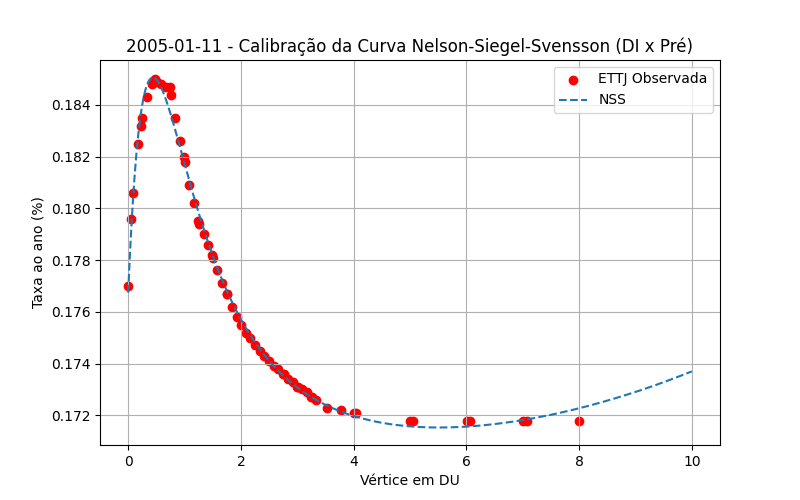 2005-01-11 - Calibração da Curva Nelson-Siegel-Svensson (DI x Pré)
ETTJ Observada
NSS
0.184
0.182
0.180
0.178
0.176
0.174
0.172
Taxa ao ano (%)
0
2
4
6
8
10
Vértice em DU